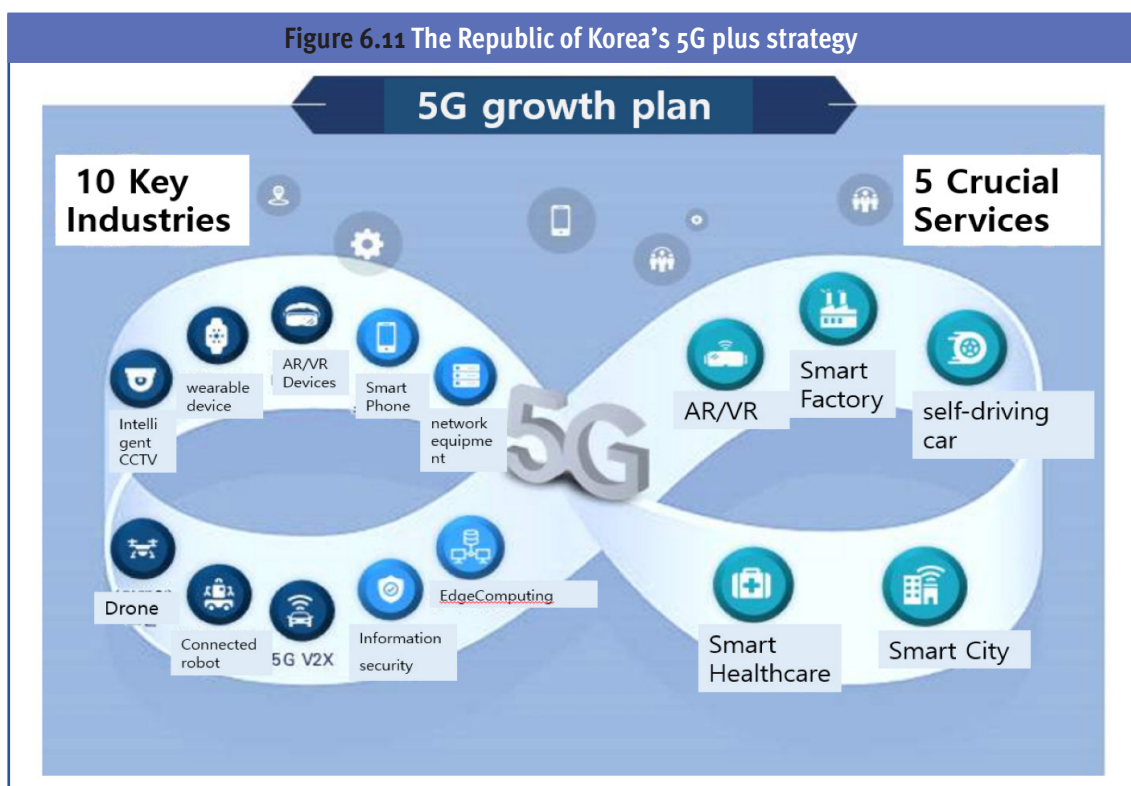 Figure 6.11 The Republic of Korea's 5G plus strategy
5G growth plan
10 Key
Industries
5 Crucial
Services
Intelli
gent
CCTV
wearable
device
AR/VR
Devices
Smart
Phone
network
equipme
nt
5G
AR/VR
Smart
Factory
self-driving
car
Drone
Connected
robot
5G V2X
Information
security
EdgeComputing
Smart
Healthcare
Smart City